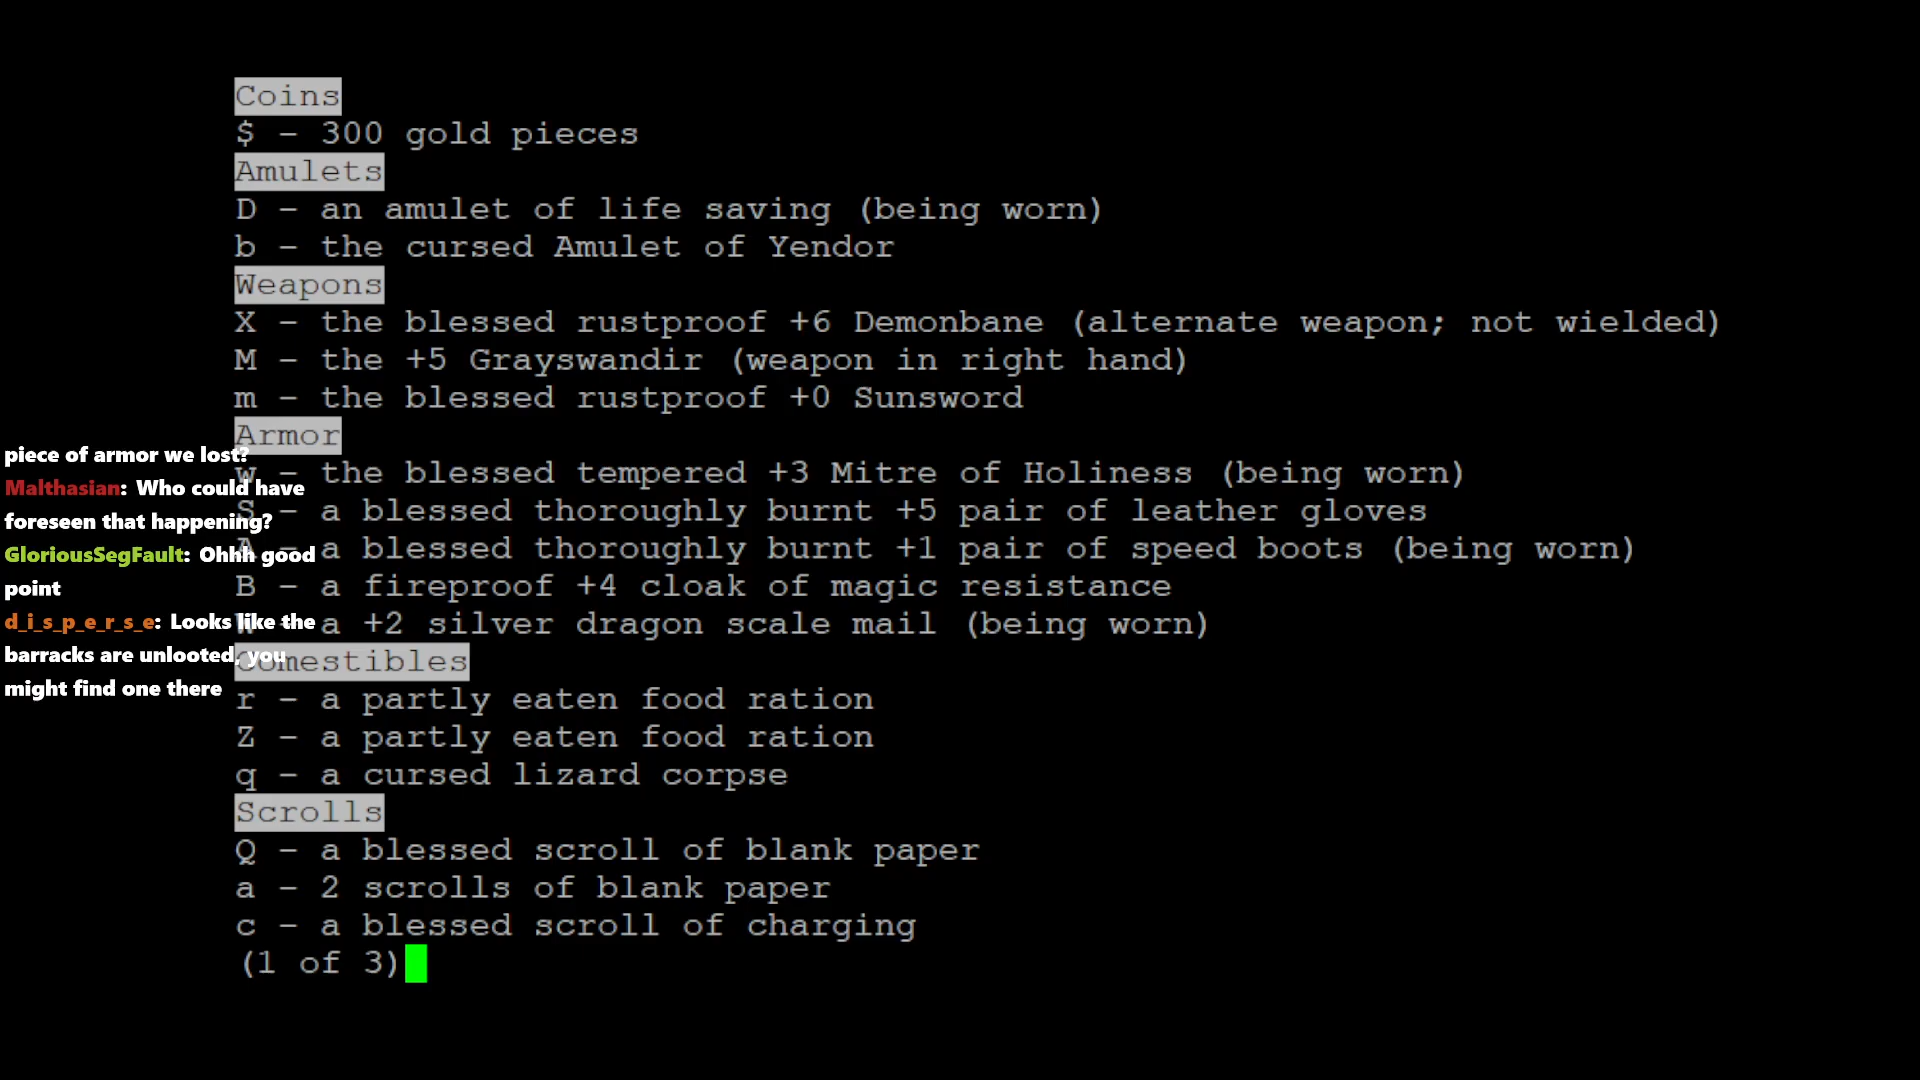 Coins
$ - 300 gold pieces
Amulets
D - an amulet of life saving (being worn)
b - the cursed Amulet of Yendor
Weapons
X - the blessed rustproof +6 Demonbane (alternate weapon; not wielded)
M - the +5 Grayswandir (weapon in right hand)
m - the blessed rustproof +0 Sunsword
Armor
w - the blessed tempered +3 Mitre of Holiness (being worn)
S - a blessed thoroughly burnt +5 pair of leather gloves
A - a blessed thoroughly burnt +1 pair of speed boots (being worn)
B - a fireproof +4 cloak of magic resistance
- a +2 silver dragon scale mail (being worn)
Comestibles
r - a partly eaten food ration
Z - a partly eaten food ration
q - a cursed lizard corpse
Scrolls
Q - a blessed scroll of blank paper
a - 2 scrolls of blank paper
c - a blessed scroll of charging
(1 of 3)
piece of armor we lost?
Malthasian: Who could have
foreseen that happening?
GloriousSegFault: Ohhh good
point
d_i_s_p_e_r_s_e: Looks like the
barracks are unlooted, you
might find one there